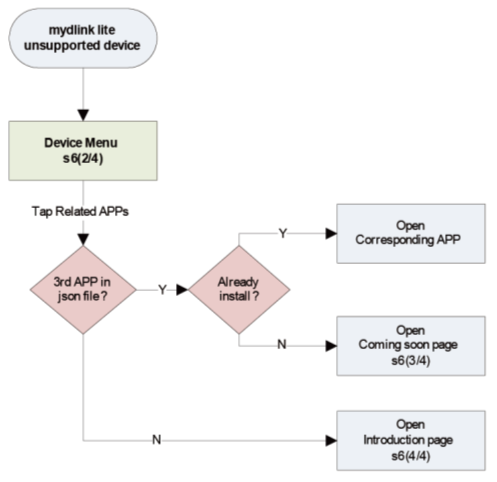 mydlink lite
unsupported device
Device Menu
s6(2/4)
Tap Related APPs
3rd APP in
json file?
Y
Already
install?
Y
Open
Corresponding APP
N
Open
Coming soon page
s6(3/4)
N
Open
Introduction page
s6(4/4)